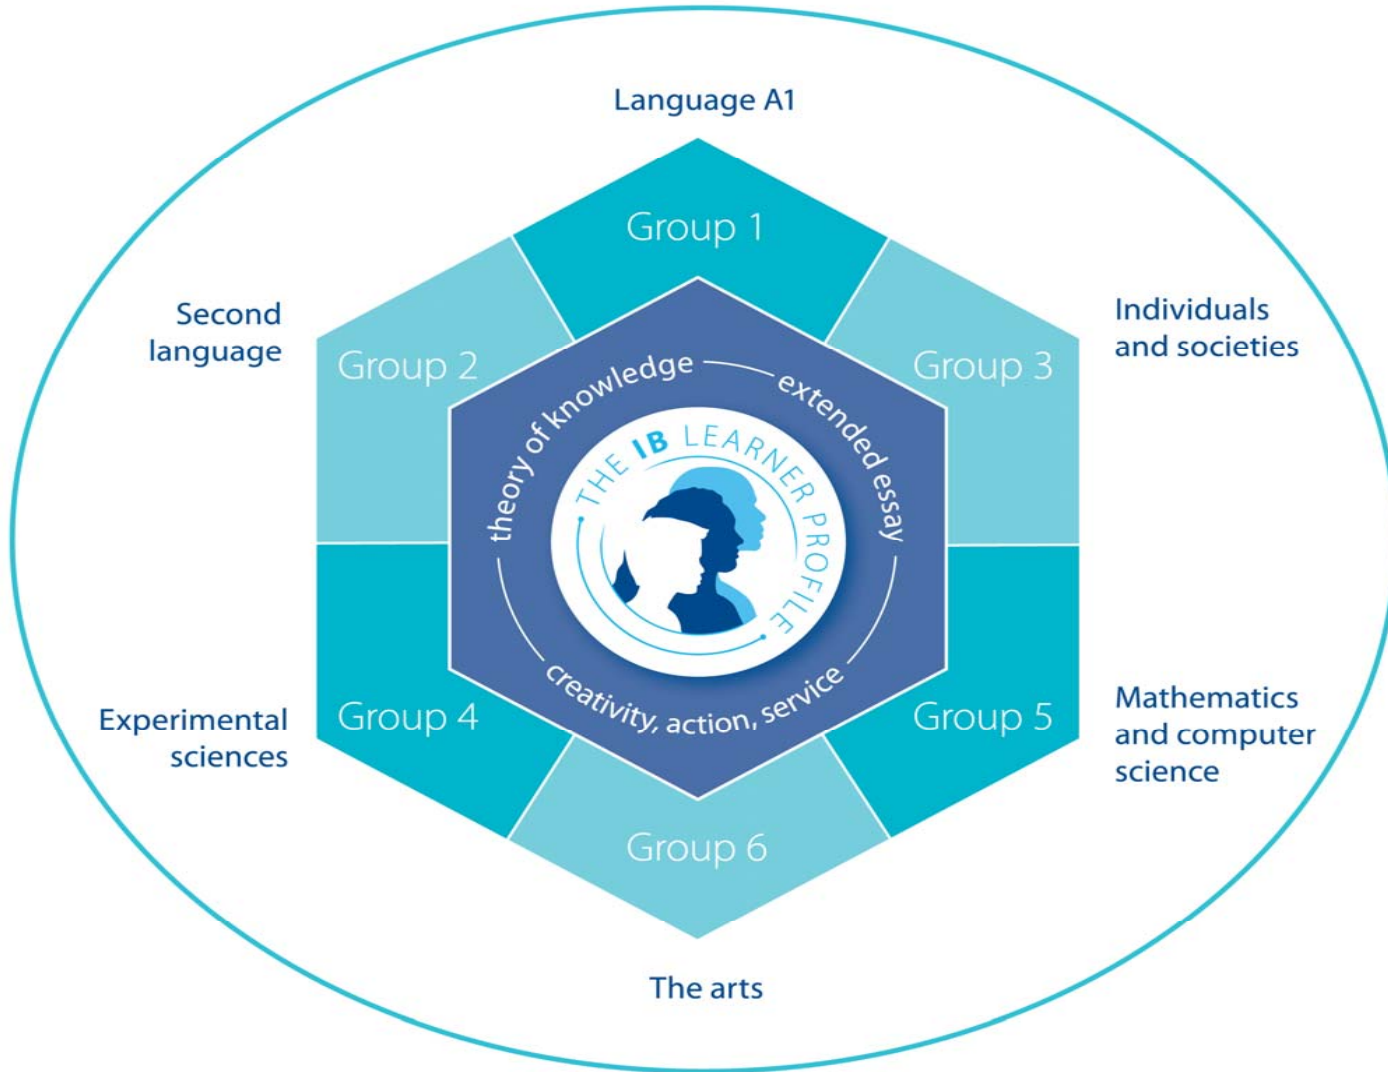 Language A1
Group 1
Second
language
Group 2
Individuals
and societies
Group 3
theory of knowledge
extended essay
THE IB LEARNER PROFILE
creativity, action, service
Experimental
sciences
Group 4
Group 5
Mathematics
and computer
science
Group 6
The arts